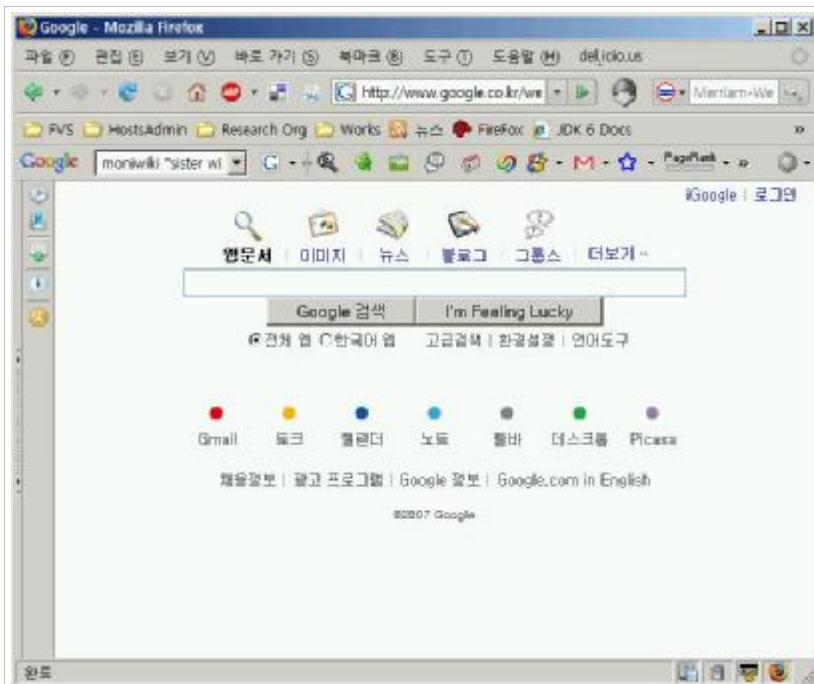 Google - Mozilla Firefox
파일 (F) 편집 (E) 보기 (V) 바로 가기 (S) 북마크 (B) 도구 (T) 도움말 (H) del.icio.us
http://www.google.co.kr/we Merriam-We
FVS HostsAdmin Research Org Works 뉴스 FireFox JDK 6 Docs »
Google moniwiki "sister wi PageRank »
iGoogle | 로그인
웹문서 이미지 뉴스 블로그 그룹스 더보기
Google 검색 I'm Feeling Lucky
전체 웹 한국어 웹 고급검색 | 환경설정 | 언어도구
Gmail 토크 캘린더 노트 툴바 데스크톱 Picasa
채용정보 | 광고 프로그램 | Google 정보 | Google.com in English
©2007 Google
완료